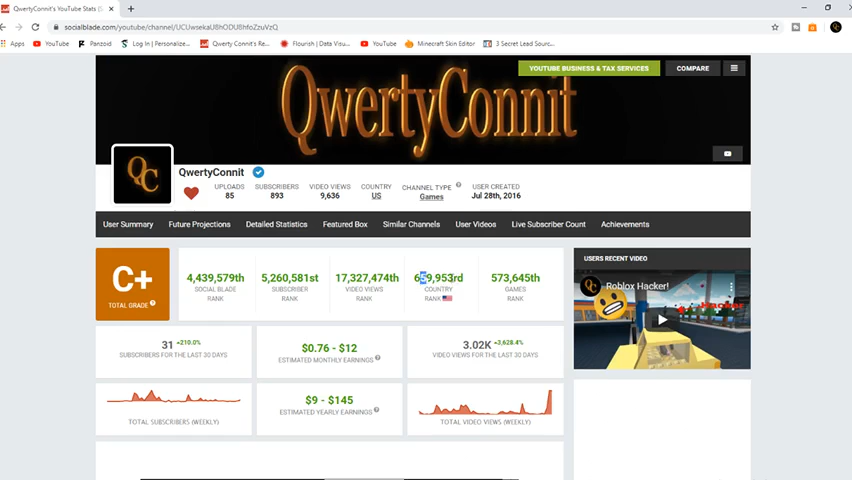 QwertyConnit's YouTube Stats (S
socialblade.com/youtube/channel/
Apps YouTube Panzoid Log In | Personalize... Qwerty Connit's Re... Flourish | Data Visu... YouTube Minecraft Skin Editor 3 Secret Lead Sourc...
QwertyConnit
YOUTUBE BUSINESS & TAX SERVICES
COMPARE
QC
QwertyConnit
UPLOADS SUBSCRIBERS VIDEO VIEWS COUNTRY CHANNEL TYPE USER CREATED
85 893 9,636 US Games Jul 28th, 2016
User Summary Future Projections Detailed Statistics Featured Box Similar Channels User Videos Live Subscriber Count Achievements
C+
TOTAL GRADE
4,439,579th
SOCIAL BLADE
RANK
5,260,581st
SUBSCRIBER
RANK
17,327,474th
VIDEO VIEWS
RANK
659,953rd
COUNTRY
RANK
573,645th
GAMES
RANK
USERS RECENT VIDEO
QC Roblox Hacker!
31 +210.0%
SUBSCRIBERS FOR THE LAST 30 DAYS
$0.76 - $12
ESTIMATED MONTHLY EARNINGS
3.02K +3,628.4%
VIDEO VIEWS FOR THE LAST 30 DAYS
TOTAL SUBSCRIBERS (WEEKLY)
$9 - $145
ESTIMATED YEARLY EARNINGS
TOTAL VIDEO VIEWS (WEEKLY)